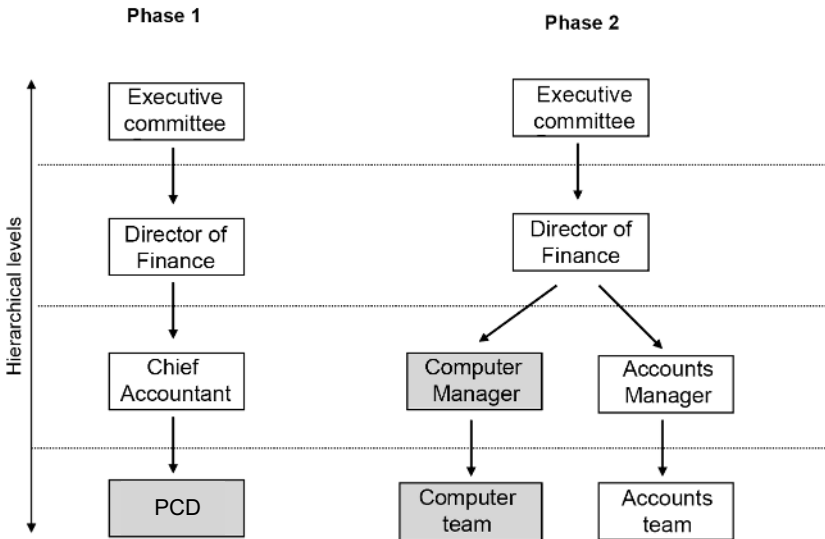 Phase 1
Phase 2
Hierarchical levels
Executive
committee
Executive
committee
Director of
Finance
Director of
Finance
Chief
Accountant
Computer
Manager
Accounts
Manager
PCD
Computer
team
Accounts
team